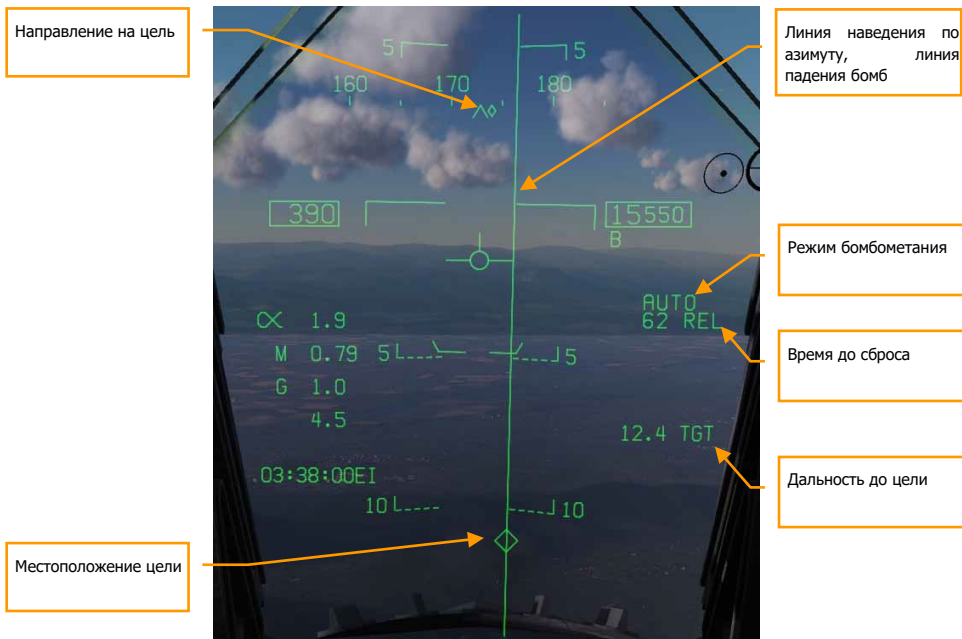 Направление на цель
Линия наведения по
азимуту, линия
падения бомб
5 5
160 170 180
390 15550
B
Режим бомбометания
AUTO
62 REL
α 1.9
M 0.79 5 5
Время до сброса
G 1.0
4.5
12.4 TGT
03:38:00EI
Дальность до цели
10 10
Местоположение цели